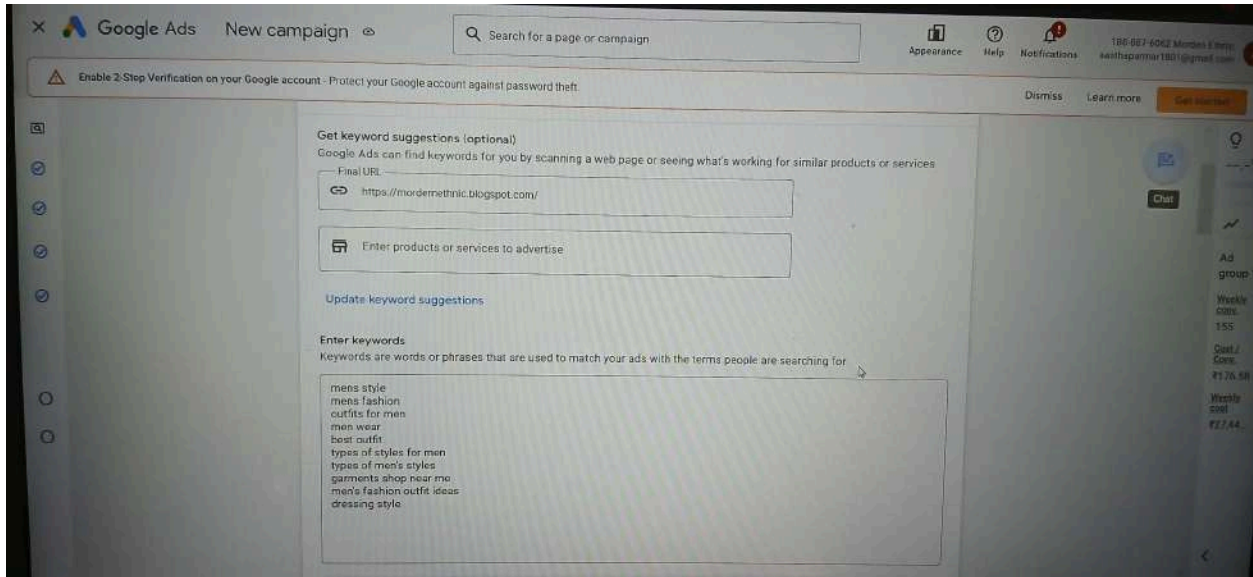 Google Ads
New campaign
Search for a page or campaign
Appearance
Help
Notifications
Enable 2-Step Verification on your Google account - Protect your Google account against password theft
Dismiss
Learn more
Get started
Get keyword suggestions (optional)
Google Ads can find keywords for you by scanning a web page or seeing what's working for similar products or services
Final URL
https://mordernethnic.blogspot.com/
Chat
Enter products or services to advertise
Update keyword suggestions
Enter keywords
Keywords are words or phrases that are used to match your ads with the terms people are searching for
mens style
mens fashion
outfits for men
men wear
best outfit
types of styles for men
types of men's styles
garments shop near me
men's fashion outfit ideas
dressing style
Ad
group
Weekly
conv.
155
Cost /
Conv.
₹176.58
Weekly
cost